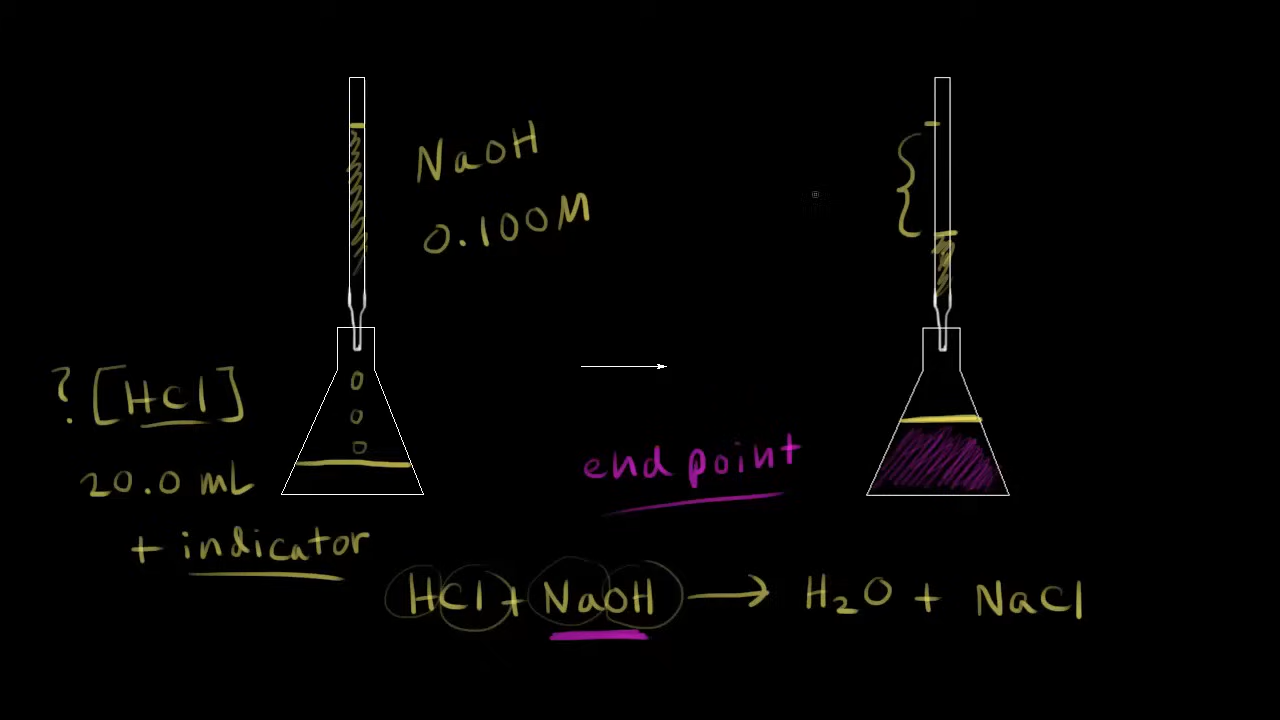 NaOH
0.100M
? [HCl]
20.0 mL
+ indicator
end point
HCl + NaOH → H₂O + NaCl